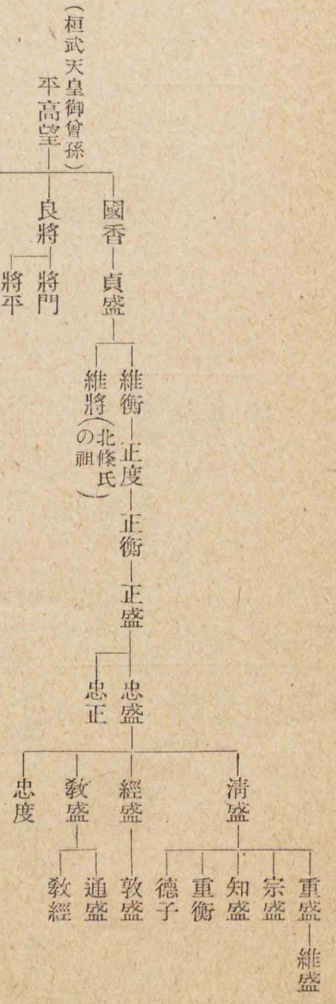 (桓武天皇御曾孫)
平高望
國香
貞盛
維衡
正度
正衡
正盛
忠盛
淸盛
重盛
維盛
宗盛
知盛
重衡
德子
經盛
敦盛
敎盛
通盛
敎經
忠度
忠正
維將(北條氏の祖)
良將
將門
將平